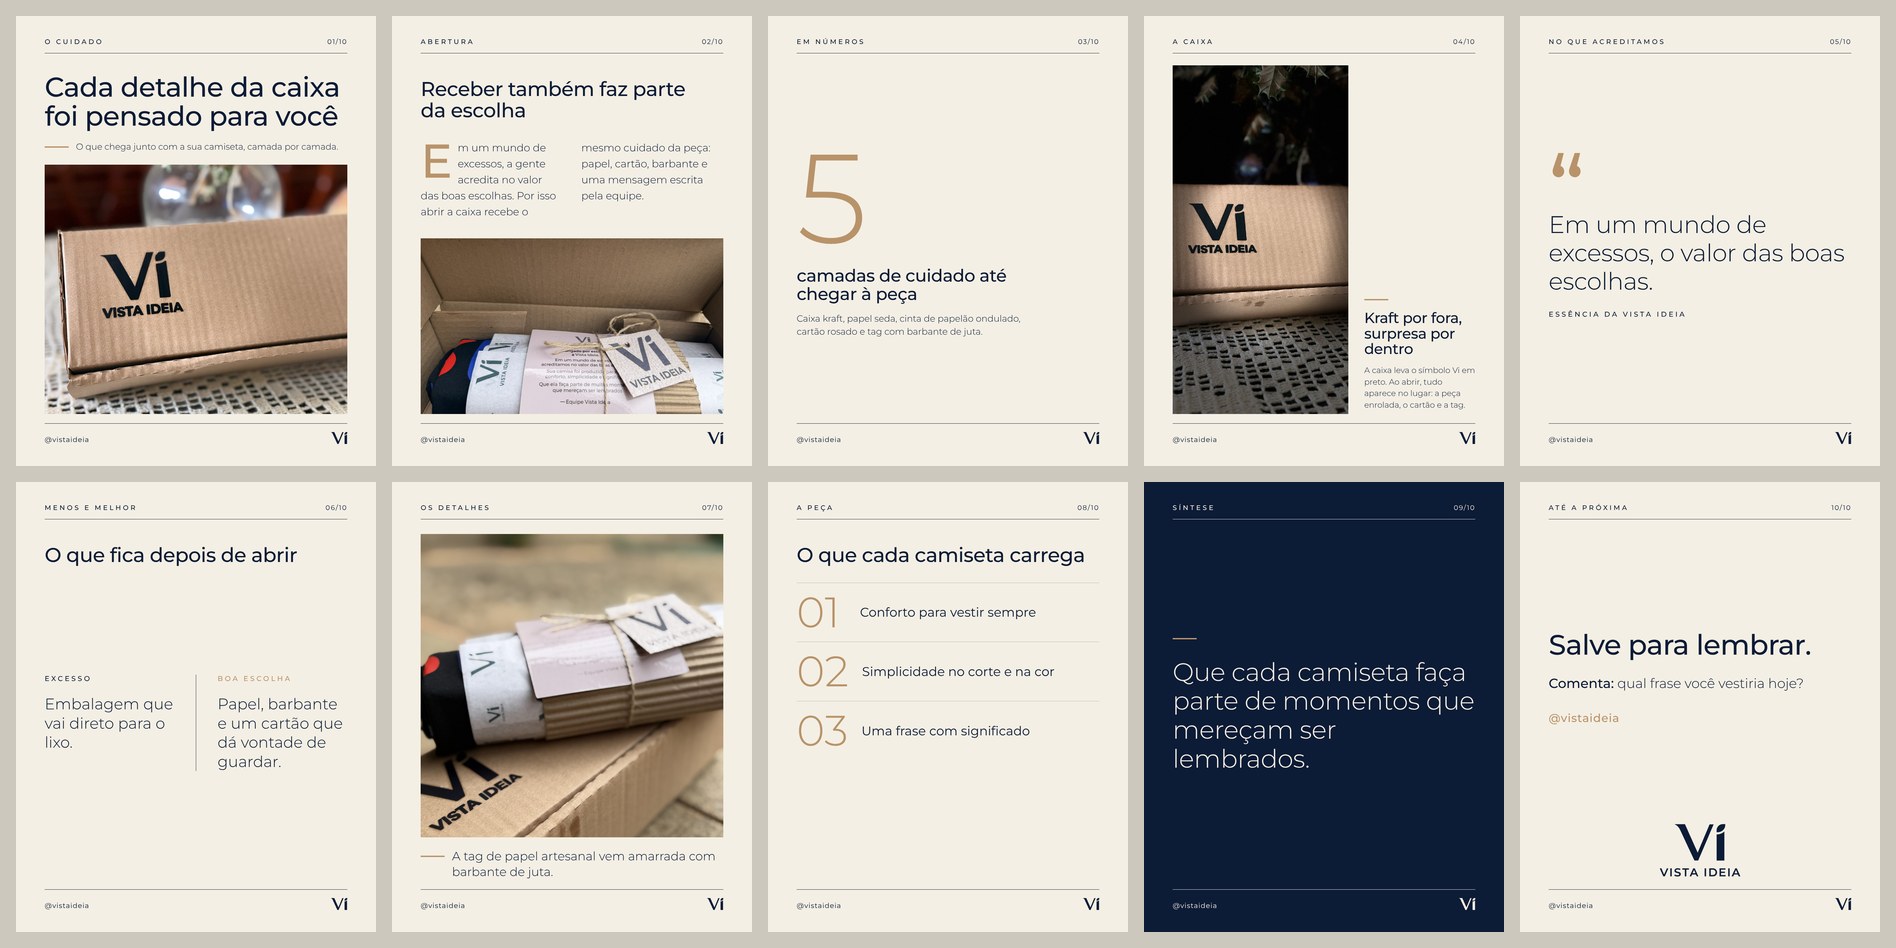 O CUIDADO 01/10
Cada detalhe da caixa
foi pensado para você
O que chega junto com a sua camiseta, camada por camada.
Vi
VISTA IDEIA
@vistaideia Vi
ABERTURA 02/10
Receber também faz parte
da escolha
Em um mundo de
excessos, a gente
acredita no valor
das boas escolhas. Por isso
abrir a caixa recebe o
mesmo cuidado da peça:
papel, cartão, barbante e
uma mensagem escrita
pela equipe.
Vi
Vi
VISTA IDEIA
@vistaideia Vi
EM NÚMEROS 03/10
5
camadas de cuidado até
chegar à peça
Caixa kraft, papel seda, cinta de papelão ondulado,
cartão rosado e tag com barbante de juta.
@vistaideia Vi
A CAIXA 04/10
Vi
VISTA IDEIA
Kraft por fora,
surpresa por
dentro
A caixa leva o símbolo Vi em
preto. Ao abrir, tudo
aparece no lugar: a peça
enrolada, o cartão e a tag.
@vistaideia Vi
NO QUE ACREDITAMOS 05/10
“
Em um mundo de
excessos, o valor das boas
escolhas.
ESSÊNCIA DA VISTA IDEIA
@vistaideia Vi
MENOS E MELHOR 06/10
O que fica depois de abrir
EXCESSO
Embalagem que
vai direto para o
lixo.
BOA ESCOLHA
Papel, barbante
e um cartão que
dá vontade de
guardar.
@vistaideia Vi
OS DETALHES 07/10
Vi
VISTA IDEIA
Vi
Vi
VISTA IDEIA
A tag de papel artesanal vem amarrada com
barbante de juta.
@vistaideia Vi
A PEÇA 08/10
O que cada camiseta carrega
01 Conforto para vestir sempre
02 Simplicidade no corte e na cor
03 Uma frase com significado
@vistaideia Vi
SÍNTESE 09/10
Que cada camiseta faça
parte de momentos que
mereçam ser
lembrados.
@vistaideia Vi
ATÉ A PRÓXIMA 10/10
Salve para lembrar.
Comenta: qual frase você vestiria hoje?
@vistaideia
Vi
VISTA IDEIA
@vistaideia Vi